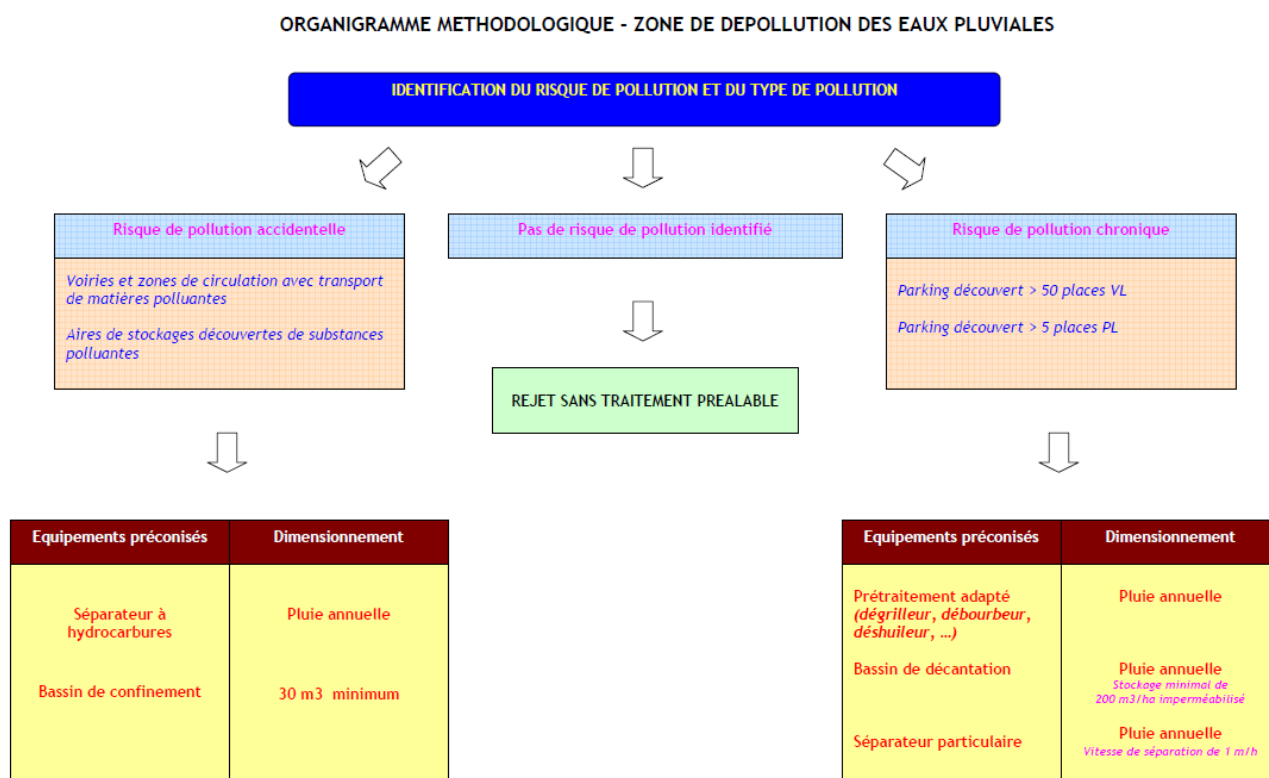 ORGANIGRAMME METHODOLOGIQUE - ZONE DE DEPOLLUTION DES EAUX PLUVIALES
IDENTIFICATION DU RISQUE DE POLLUTION ET DU TYPE DE POLLUTION
Risque de pollution accidentelle
Voiries et zones de circulation avec transport
de matières polluantes
Aires de stockages découvertes de substances
polluantes
Pas de risque de pollution identifié
REJET SANS TRAITEMENT PREALABLE
Risque de pollution chronique
Parking découvert > 50 places VL
Parking découvert > 5 places PL
Equipements préconisés
Dimensionnement
Séparateur à
hydrocarbures
Pluie annuelle
Bassin de confinement
30 m3 minimum
Equipements préconisés
Dimensionnement
Prétraitement adapté
(dégrilleur, débourbeur,
déshuileur, ...)
Pluie annuelle
Bassin de décantation
Pluie annuelle
Stockage minimal de
200 m3/ha imperméabilisé
Séparateur particulaire
Pluie annuelle
Vitesse de séparation de 1 m/h